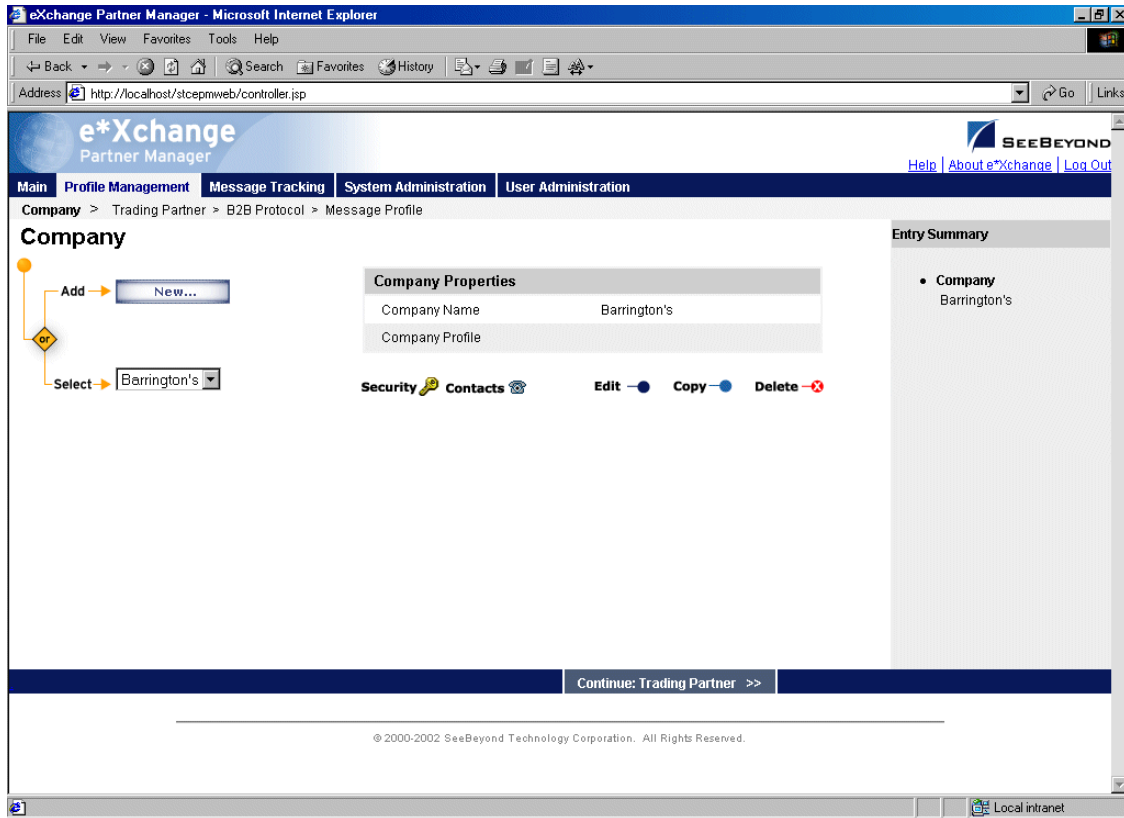 eXchange Partner Manager - Microsoft Internet Explorer
File Edit View Favorites Tools Help
Back Search Favorites History
Address http://localhost/stcepmweb/controller.jsp Go Links
e*Xchange
Partner Manager
SEEBEYOND
Help | About e*Xchange | Log Out
Main Profile Management Message Tracking System Administration User Administration
Company > Trading Partner > B2B Protocol > Message Profile
Company
Entry Summary
Add New...
or
Select Barrington's
Company Properties
Company Name Barrington's
Company Profile
Security Contacts Edit Copy Delete
• Company
Barrington's
Continue: Trading Partner >>
© 2000-2002 SeeBeyond Technology Corporation. All Rights Reserved.
Local intranet